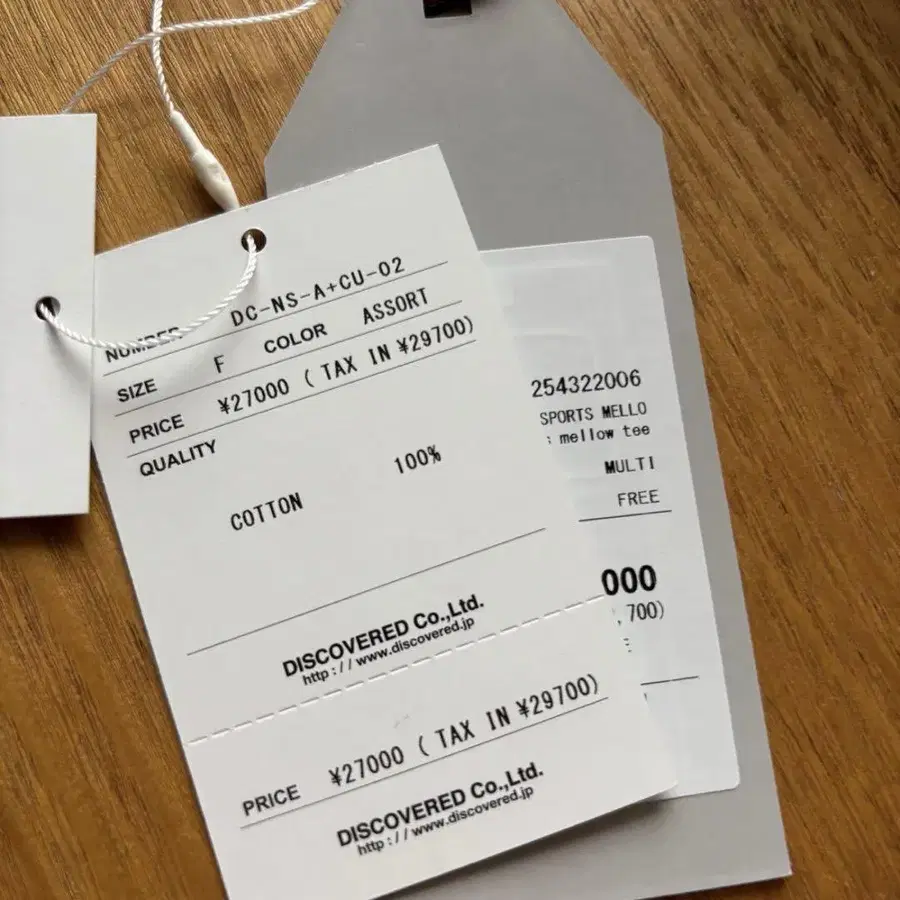 NUMBER DC-NS-A+CU-02
SIZE F COLOR ASSORT
PRICE ¥27000 ( TAX IN ¥29700)
QUALITY
COTTON 100%
DISCOVERED Co.,Ltd.
http://www.discovered.jp
PRICE ¥27000 ( TAX IN ¥29700)
DISCOVERED Co.,Ltd.
http://www.discovered.jp
254322006
SPORTS MELLO
: mellow tee
MULTI
FREE
000
,700)